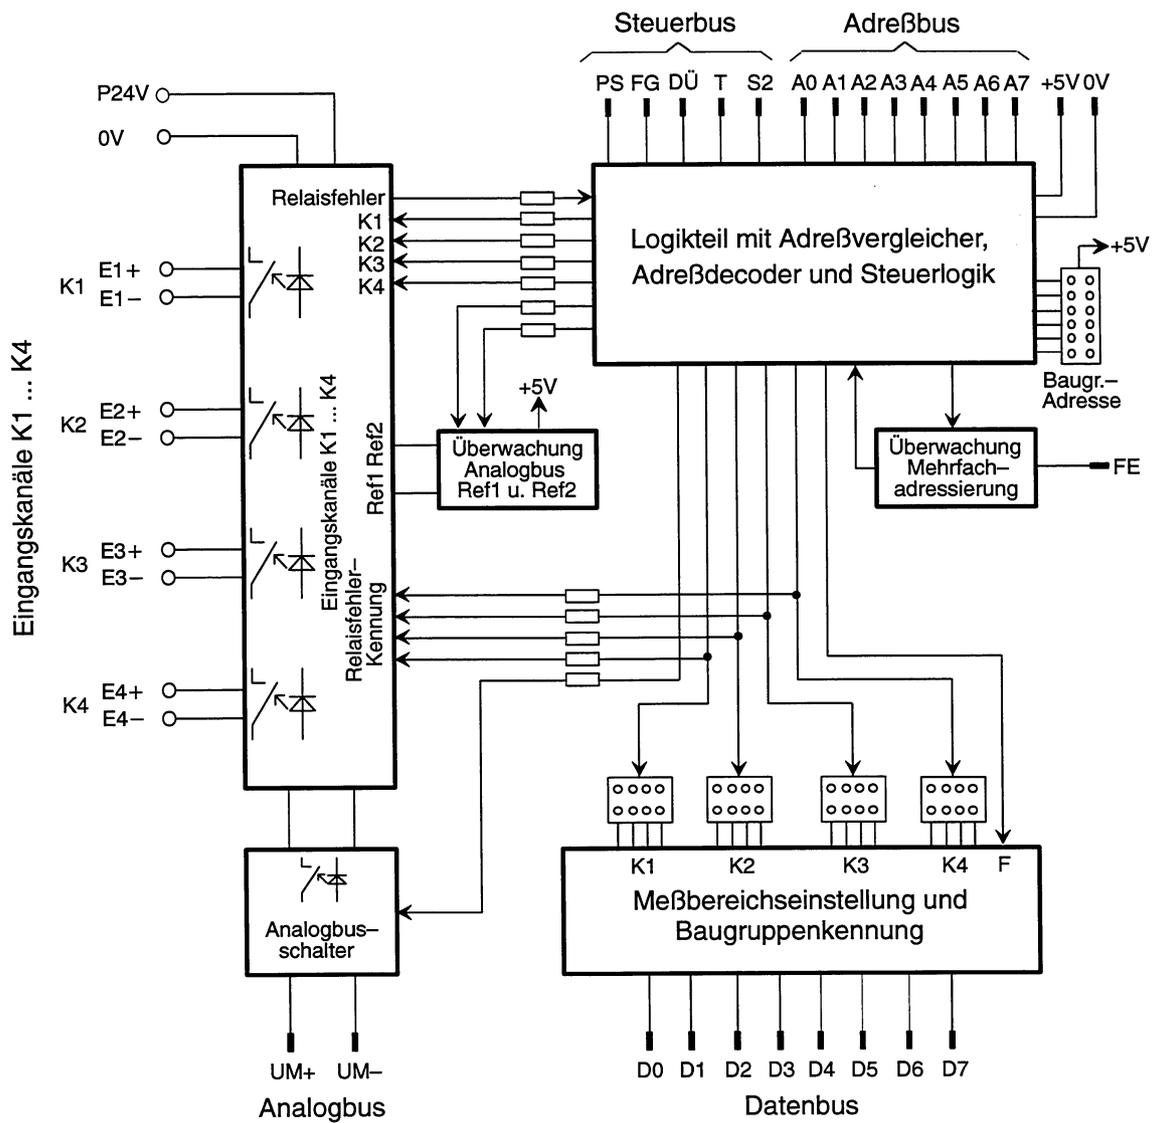 Steuerbus
Adreßbus
PS FG DÜ T S2 A0 A1 A2 A3 A4 A5 A6 A7 +5V 0V
P24V
0V
Relaisfehler
K1
K2
K3
K4
Logikteil mit Adreßvergleicher,
Adreßdecoder und Steuerlogik
+5V
Baugr.–
Adresse
Eingangskanäle K1 ... K4
K1
E1+
E1–
K2
E2+
E2–
K3
E3+
E3–
K4
E4+
E4–
Eingangskanäle K1 ... K4
Ref1 Ref2
Relaisfehler–
Kennung
+5V
Überwachung
Analogbus
Ref1 u. Ref2
Überwachung
Mehrfach–
adressierung
FE
K1 K2 K3 K4 F
Meßbereichseinstellung und
Baugruppenkennung
Analogbus–
schalter
UM+ UM–
Analogbus
D0 D1 D2 D3 D4 D5 D6 D7
Datenbus